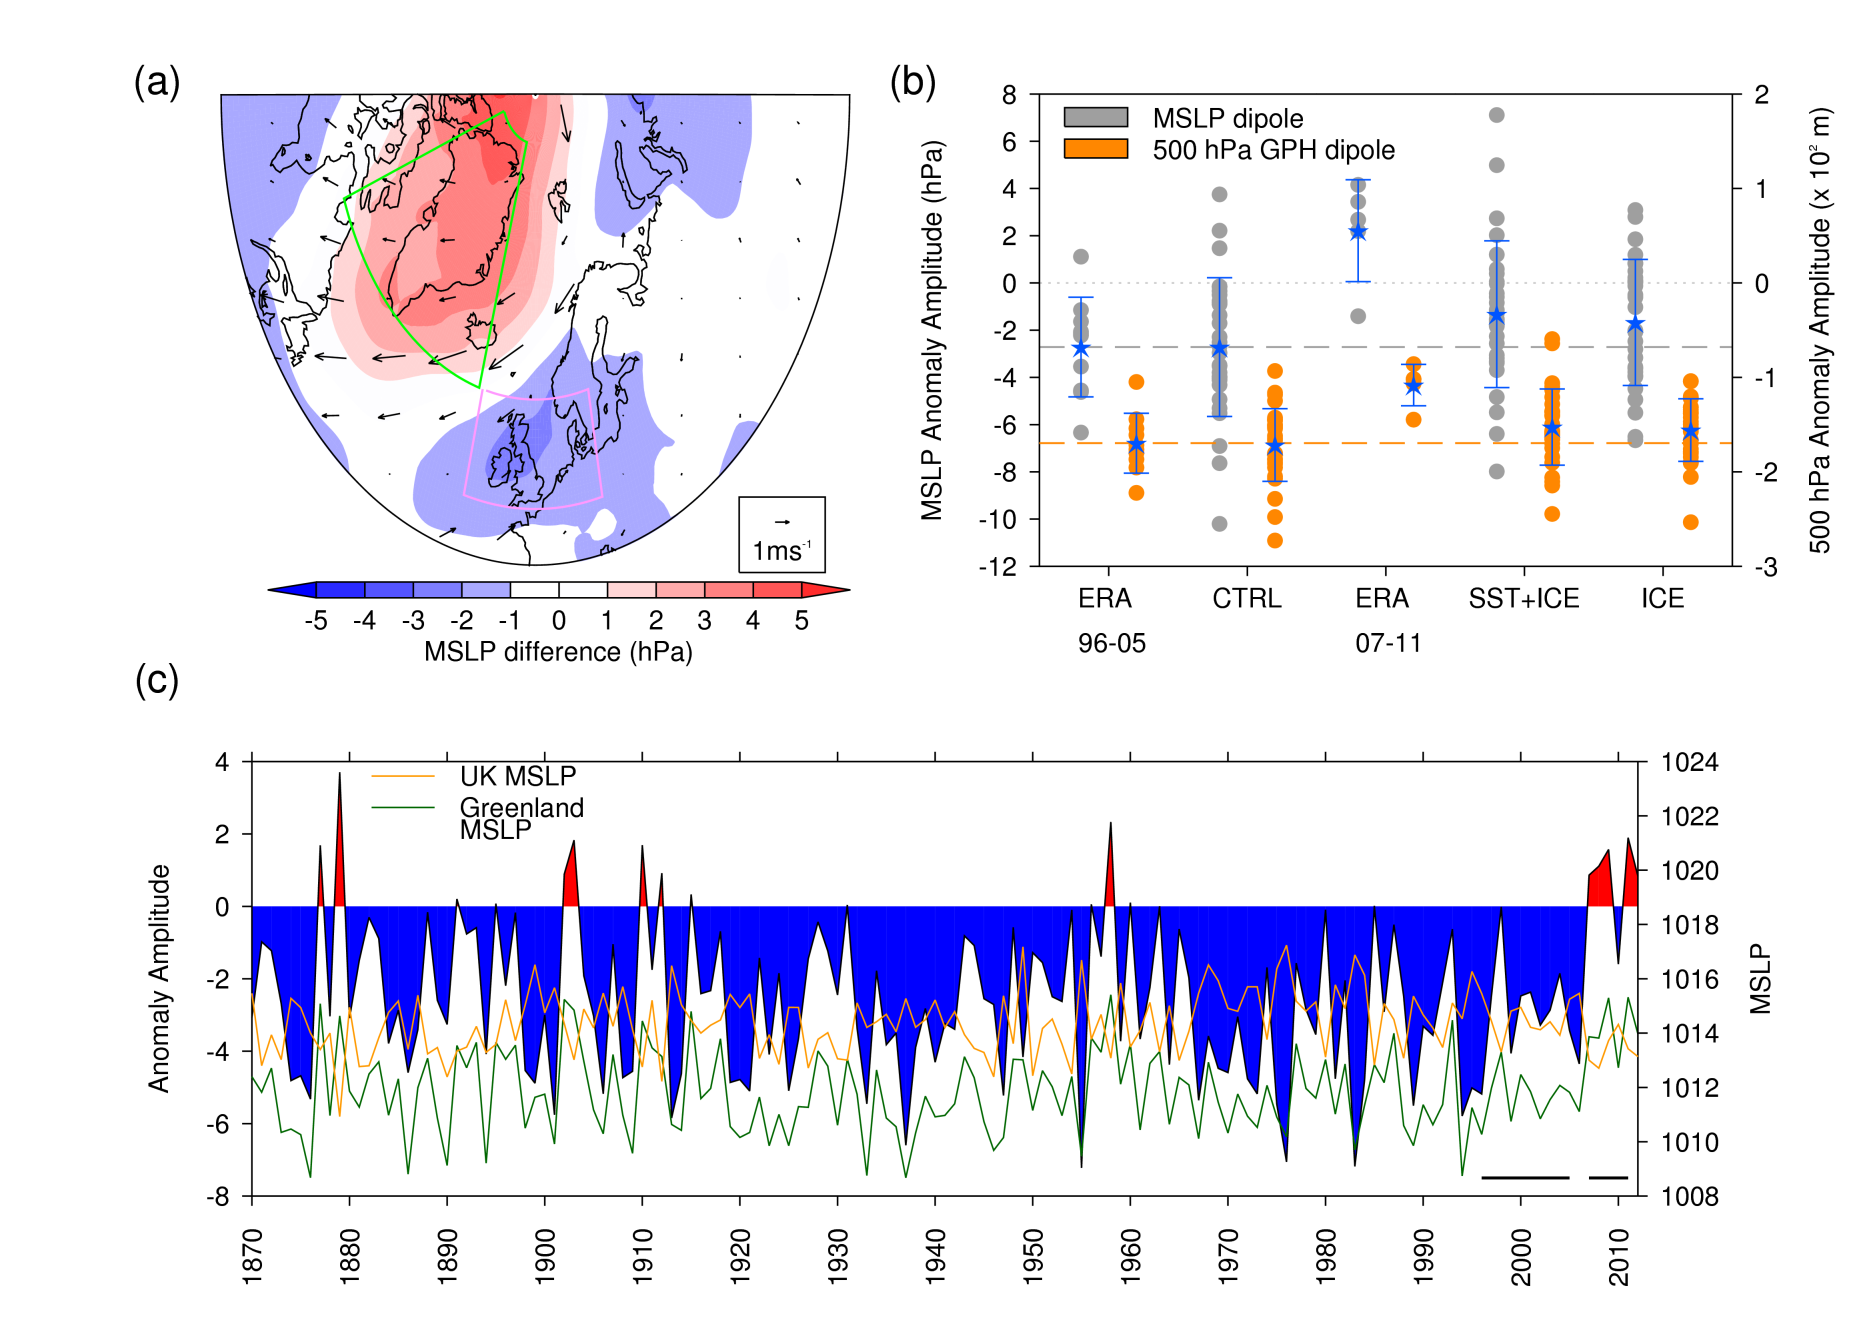 (a)
1ms-1
-5 -4 -3 -2 -1 0 1 2 3 4 5
MSLP difference (hPa)
(b)
MSLP dipole
500 hPa GPH dipole
8
6
4
2
0
-2
-4
-6
-8
-10
-12
MSLP Anomaly Amplitude (hPa)
2
1
0
-1
-2
-3
500 hPa Anomaly Amplitude (x 10² m)
ERA CTRL ERA SST+ICE ICE
96-05 07-11
(c)
UK MSLP
Greenland
MSLP
4
2
0
-2
-4
-6
-8
Anomaly Amplitude
1024
1022
1020
1018
1016
1014
1012
1010
1008
MSLP
1870 1880 1890 1900 1910 1920 1930 1940 1950 1960 1970 1980 1990 2000 2010